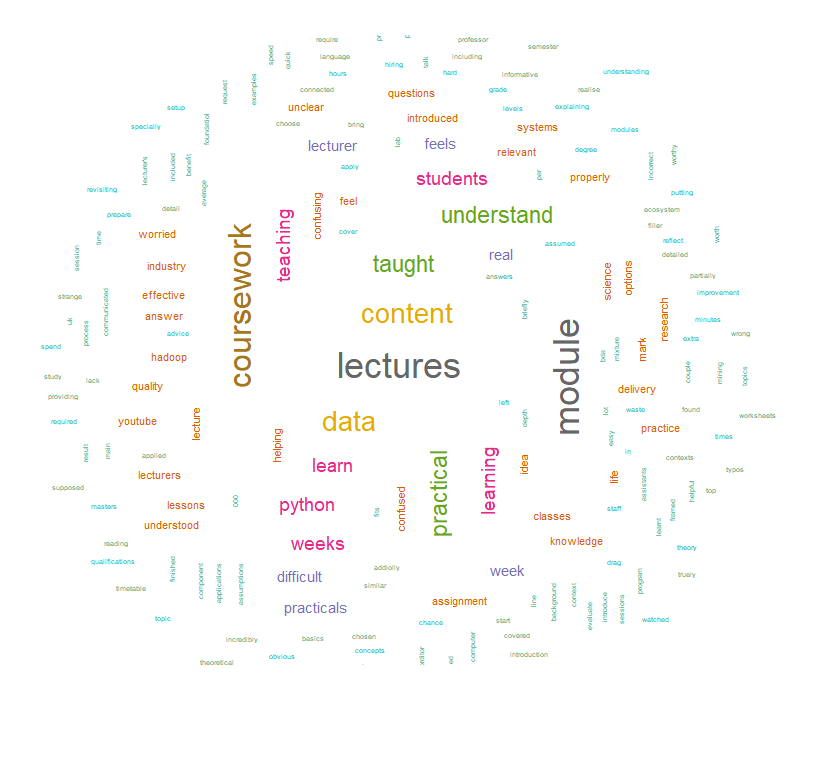 require
pr
professor
semester
speed
quick
language
hours
hiring
talk
including
hard
informative
understanding
request
examples
connected
questions
grade
realise
setup
unclear
introduced
levels
explaining
specially
foundatiol
choose
bring
lab
systems
modules
lecturer
feels
relevant
degree
incorrect
worthy
lecturer's
included
benefit
average
apply
students
per
properly
putting
revisiting
feel
confusing
understand
ecosystem
prepare
detail
teaching
cover
filler
worth
time
worried
coursework
taught
real
assumed
reflect
detailed
session
industry
answers
science
options
partially
strange
communicated
effective
content
briefly
research
improvement
uk
process
answer
minutes
advice
module
bda
mixture
mark
extra
wrong
spend
hadoop
lectures
couple
mining
topics
study
lack
quality
delivery
providing
left
lot
waste
found
worksheets
required
youtube
lecture
data
depth
practice
times
result
main
applied
helping
easy
in
contexts
learn
practical
learning
idea
life
assistants
helpful
typos
supposed
lecturers
top
masters
lessons
ooo
python
fits
confused
staff
learnt
framed
understood
classes
reading
weeks
knowledge
theory
qualifications
finished
component
applications
assumptions
addiolly
drag
difficult
similar
week
program
truely
timetable
practicals
assignment
line
background
context
evaluate
introduce
sessions
topic
chance
start
watched
incredibly
basics
chosen
covered
theoretical
obvious
concepts
ed
computer
introduction